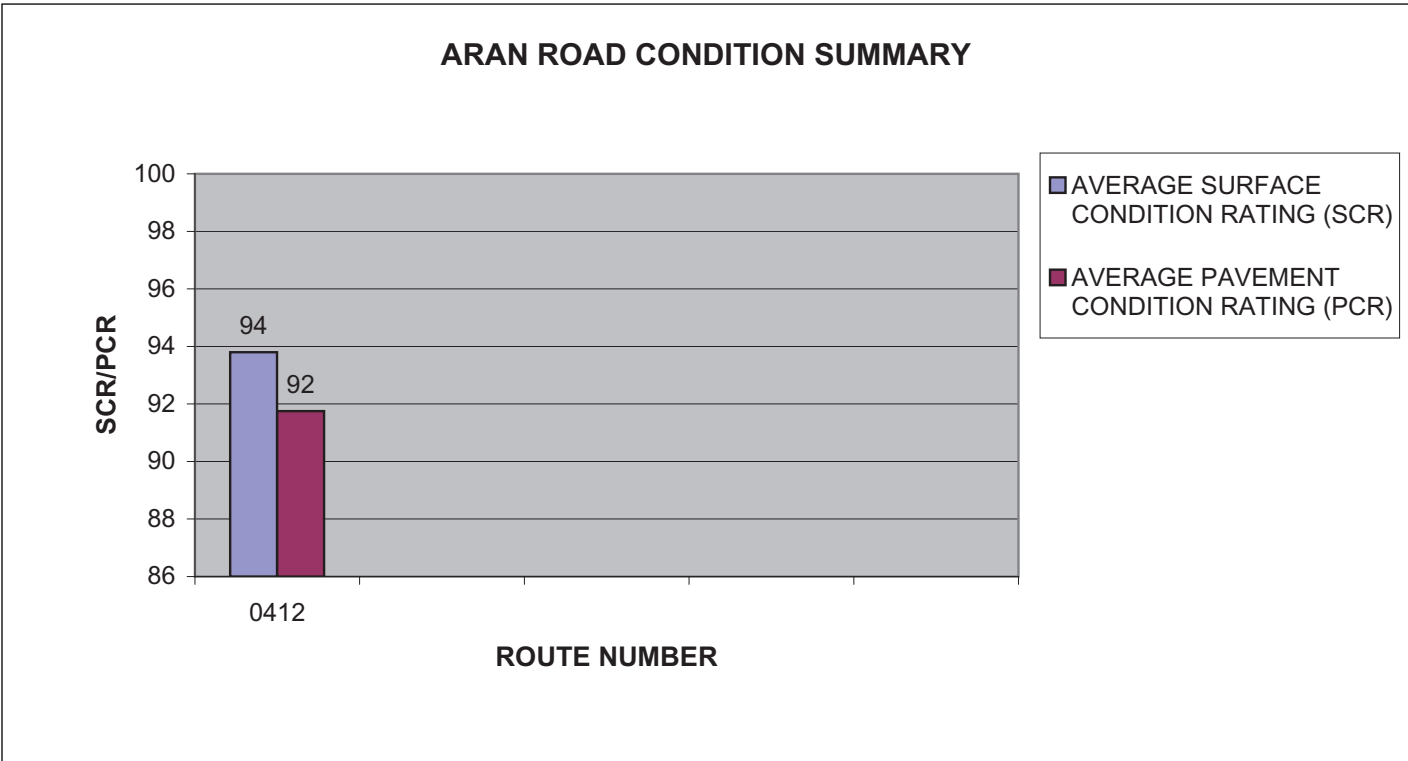 ARAN ROAD CONDITION SUMMARY
100
98
96
94
92
90
88
86
SCR/PCR
94
92
0412
ROUTE NUMBER
AVERAGE SURFACE
CONDITION RATING (SCR)
AVERAGE PAVEMENT
CONDITION RATING (PCR)